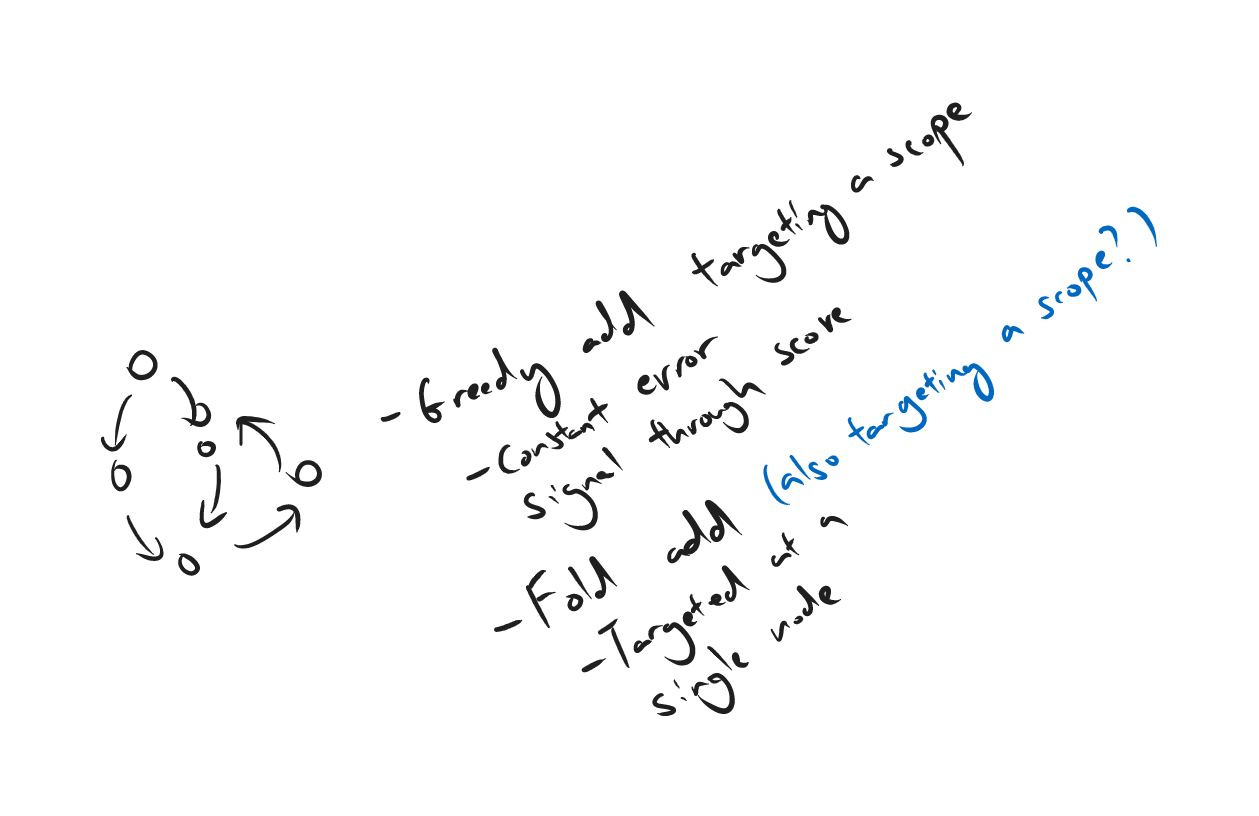 - Greedy add targeting a scope
- Constant error
signal through score
- Fold add (also targeting a scope?)
- Targeted at a
single node